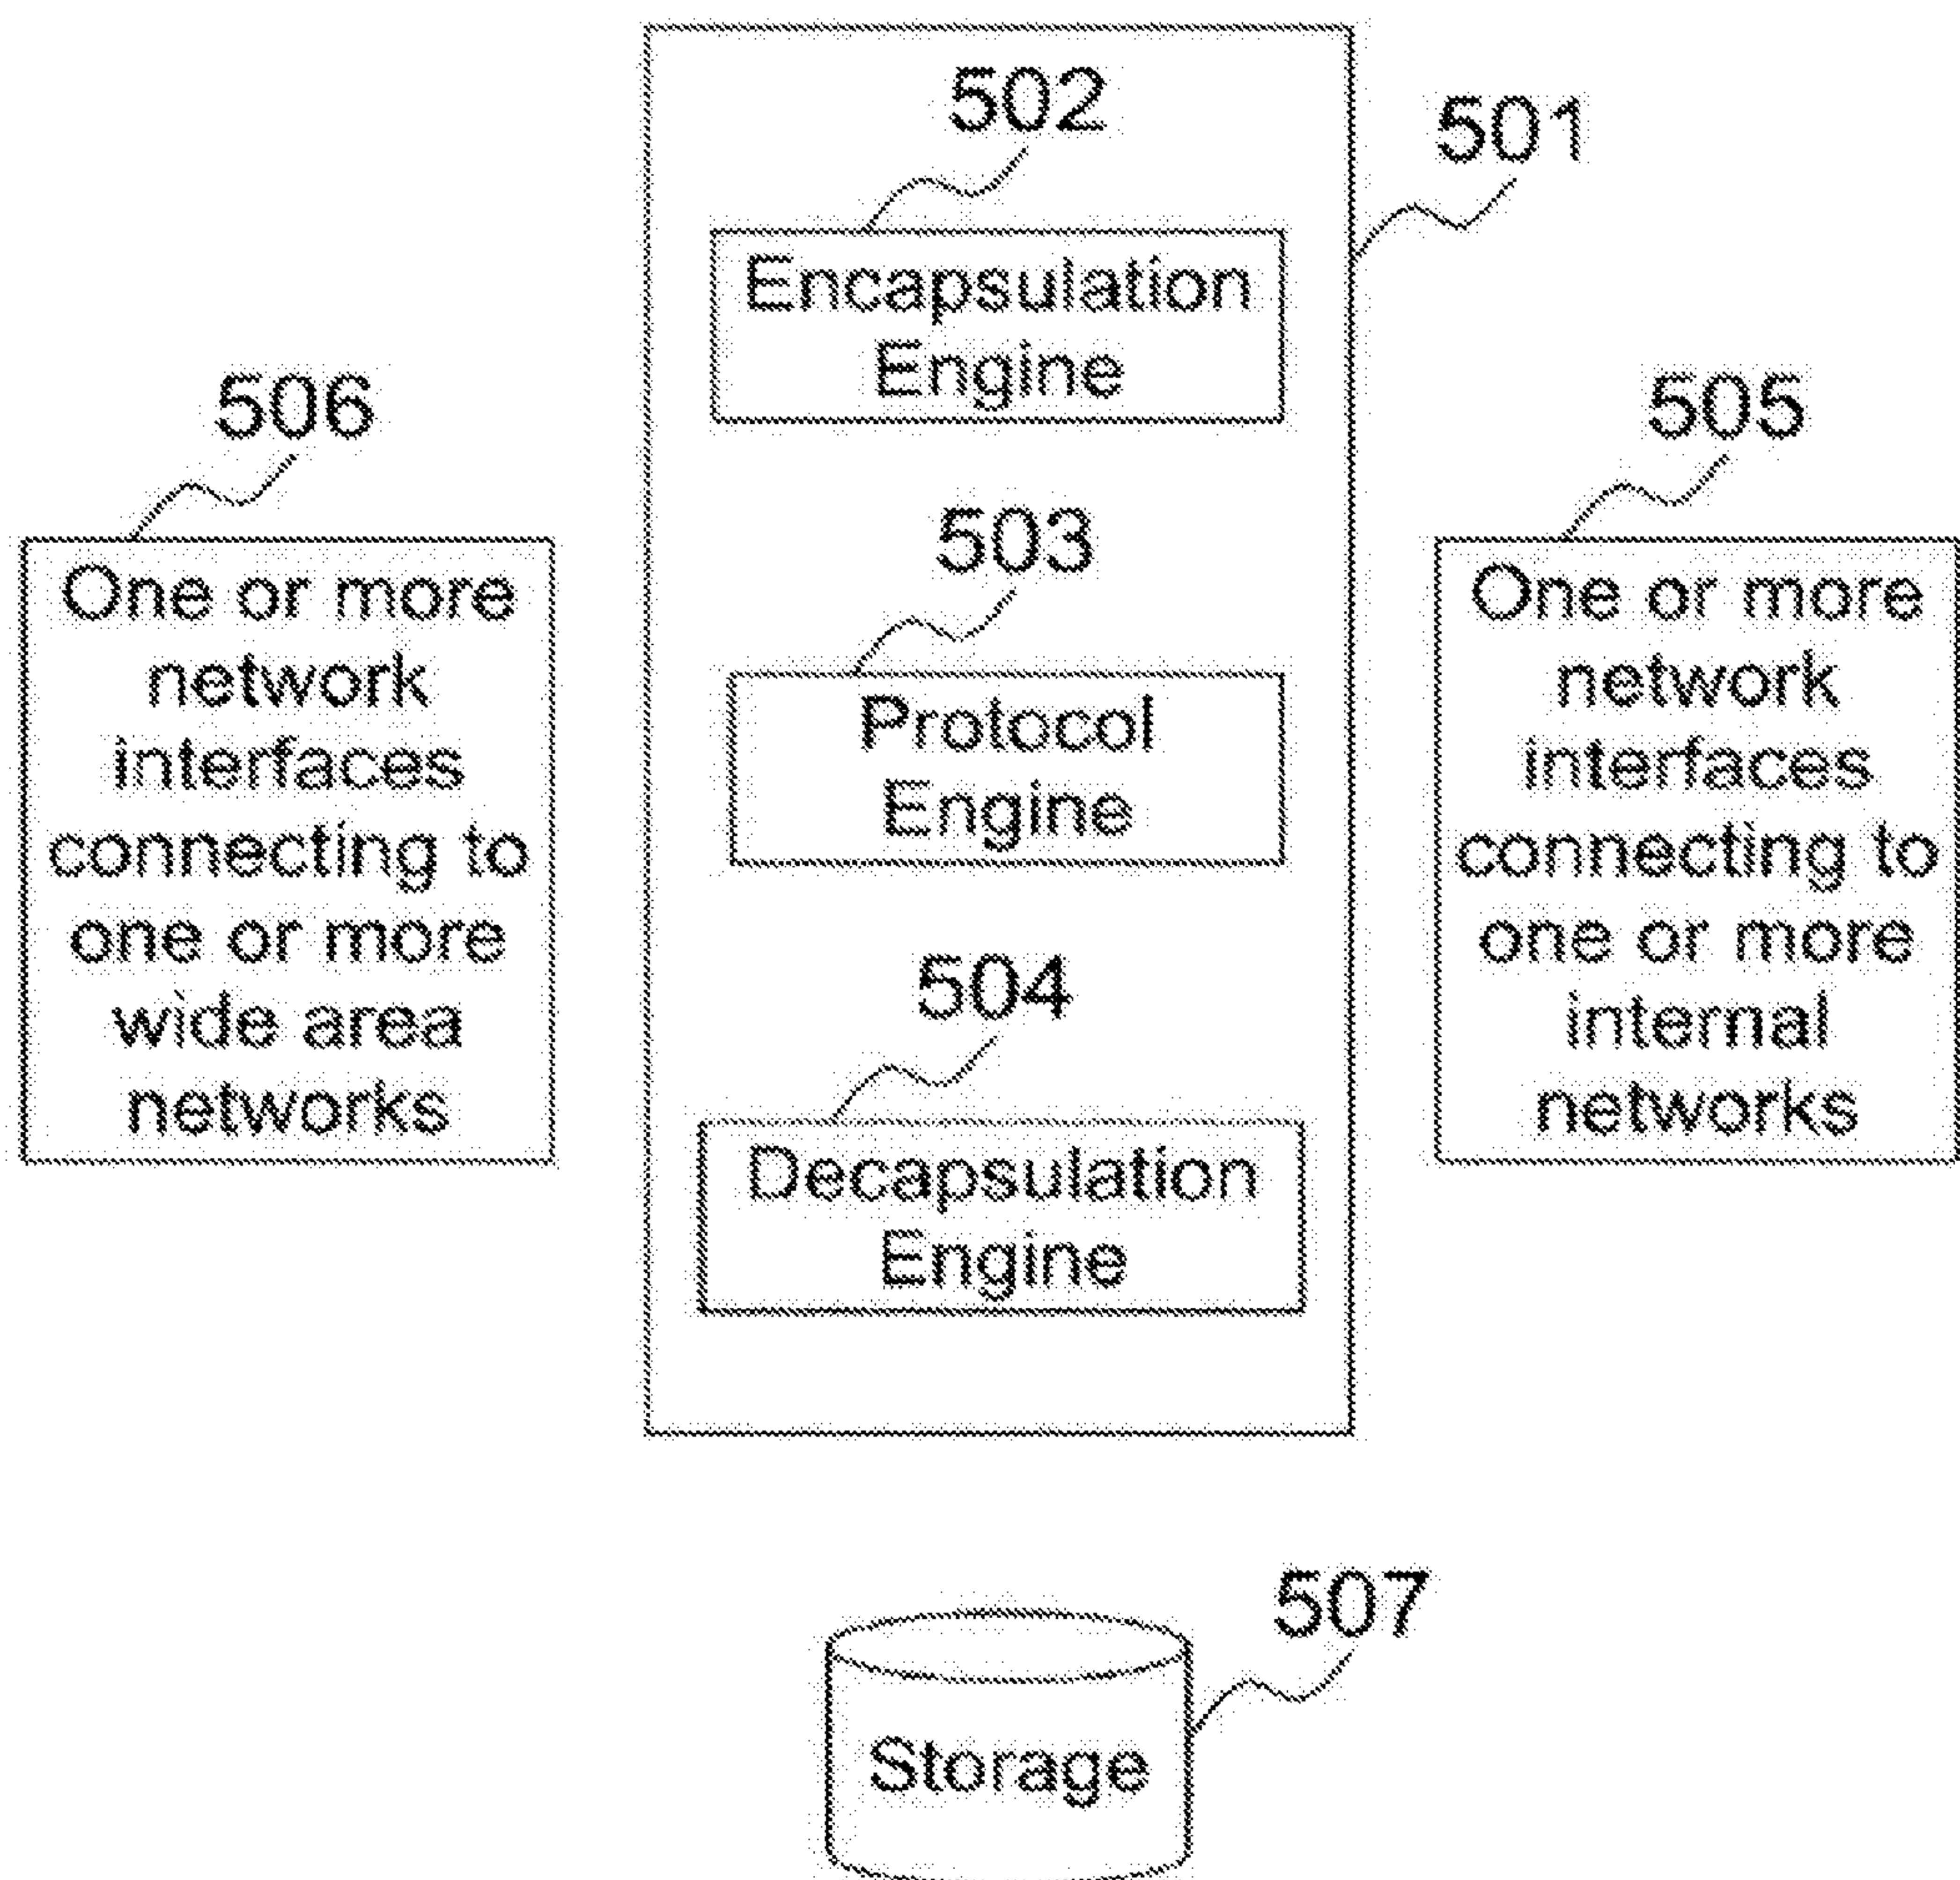 502
501
Encapsulation
Engine
506
505
503
One or more
network
interfaces
connecting to
one or more
wide area
networks
Protocol
Engine
One or more
network
interfaces
connecting to
one or more
internal
networks
504
Decapsulation
Engine
507
Storage